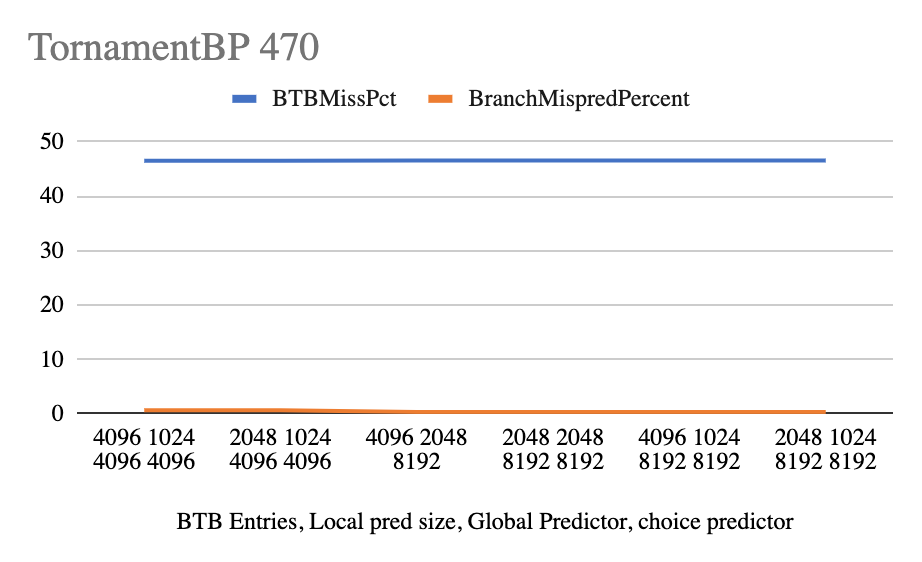 TornamentBP 470
BTBMissPct BranchMispredPercent
50
40
30
20
10
0
4096 1024 2048 1024 4096 2048 2048 2048 4096 1024 2048 1024
4096 4096 4096 4096 8192 8192 8192 8192 8192 8192 8192
BTB Entries, Local pred size, Global Predictor, choice predictor